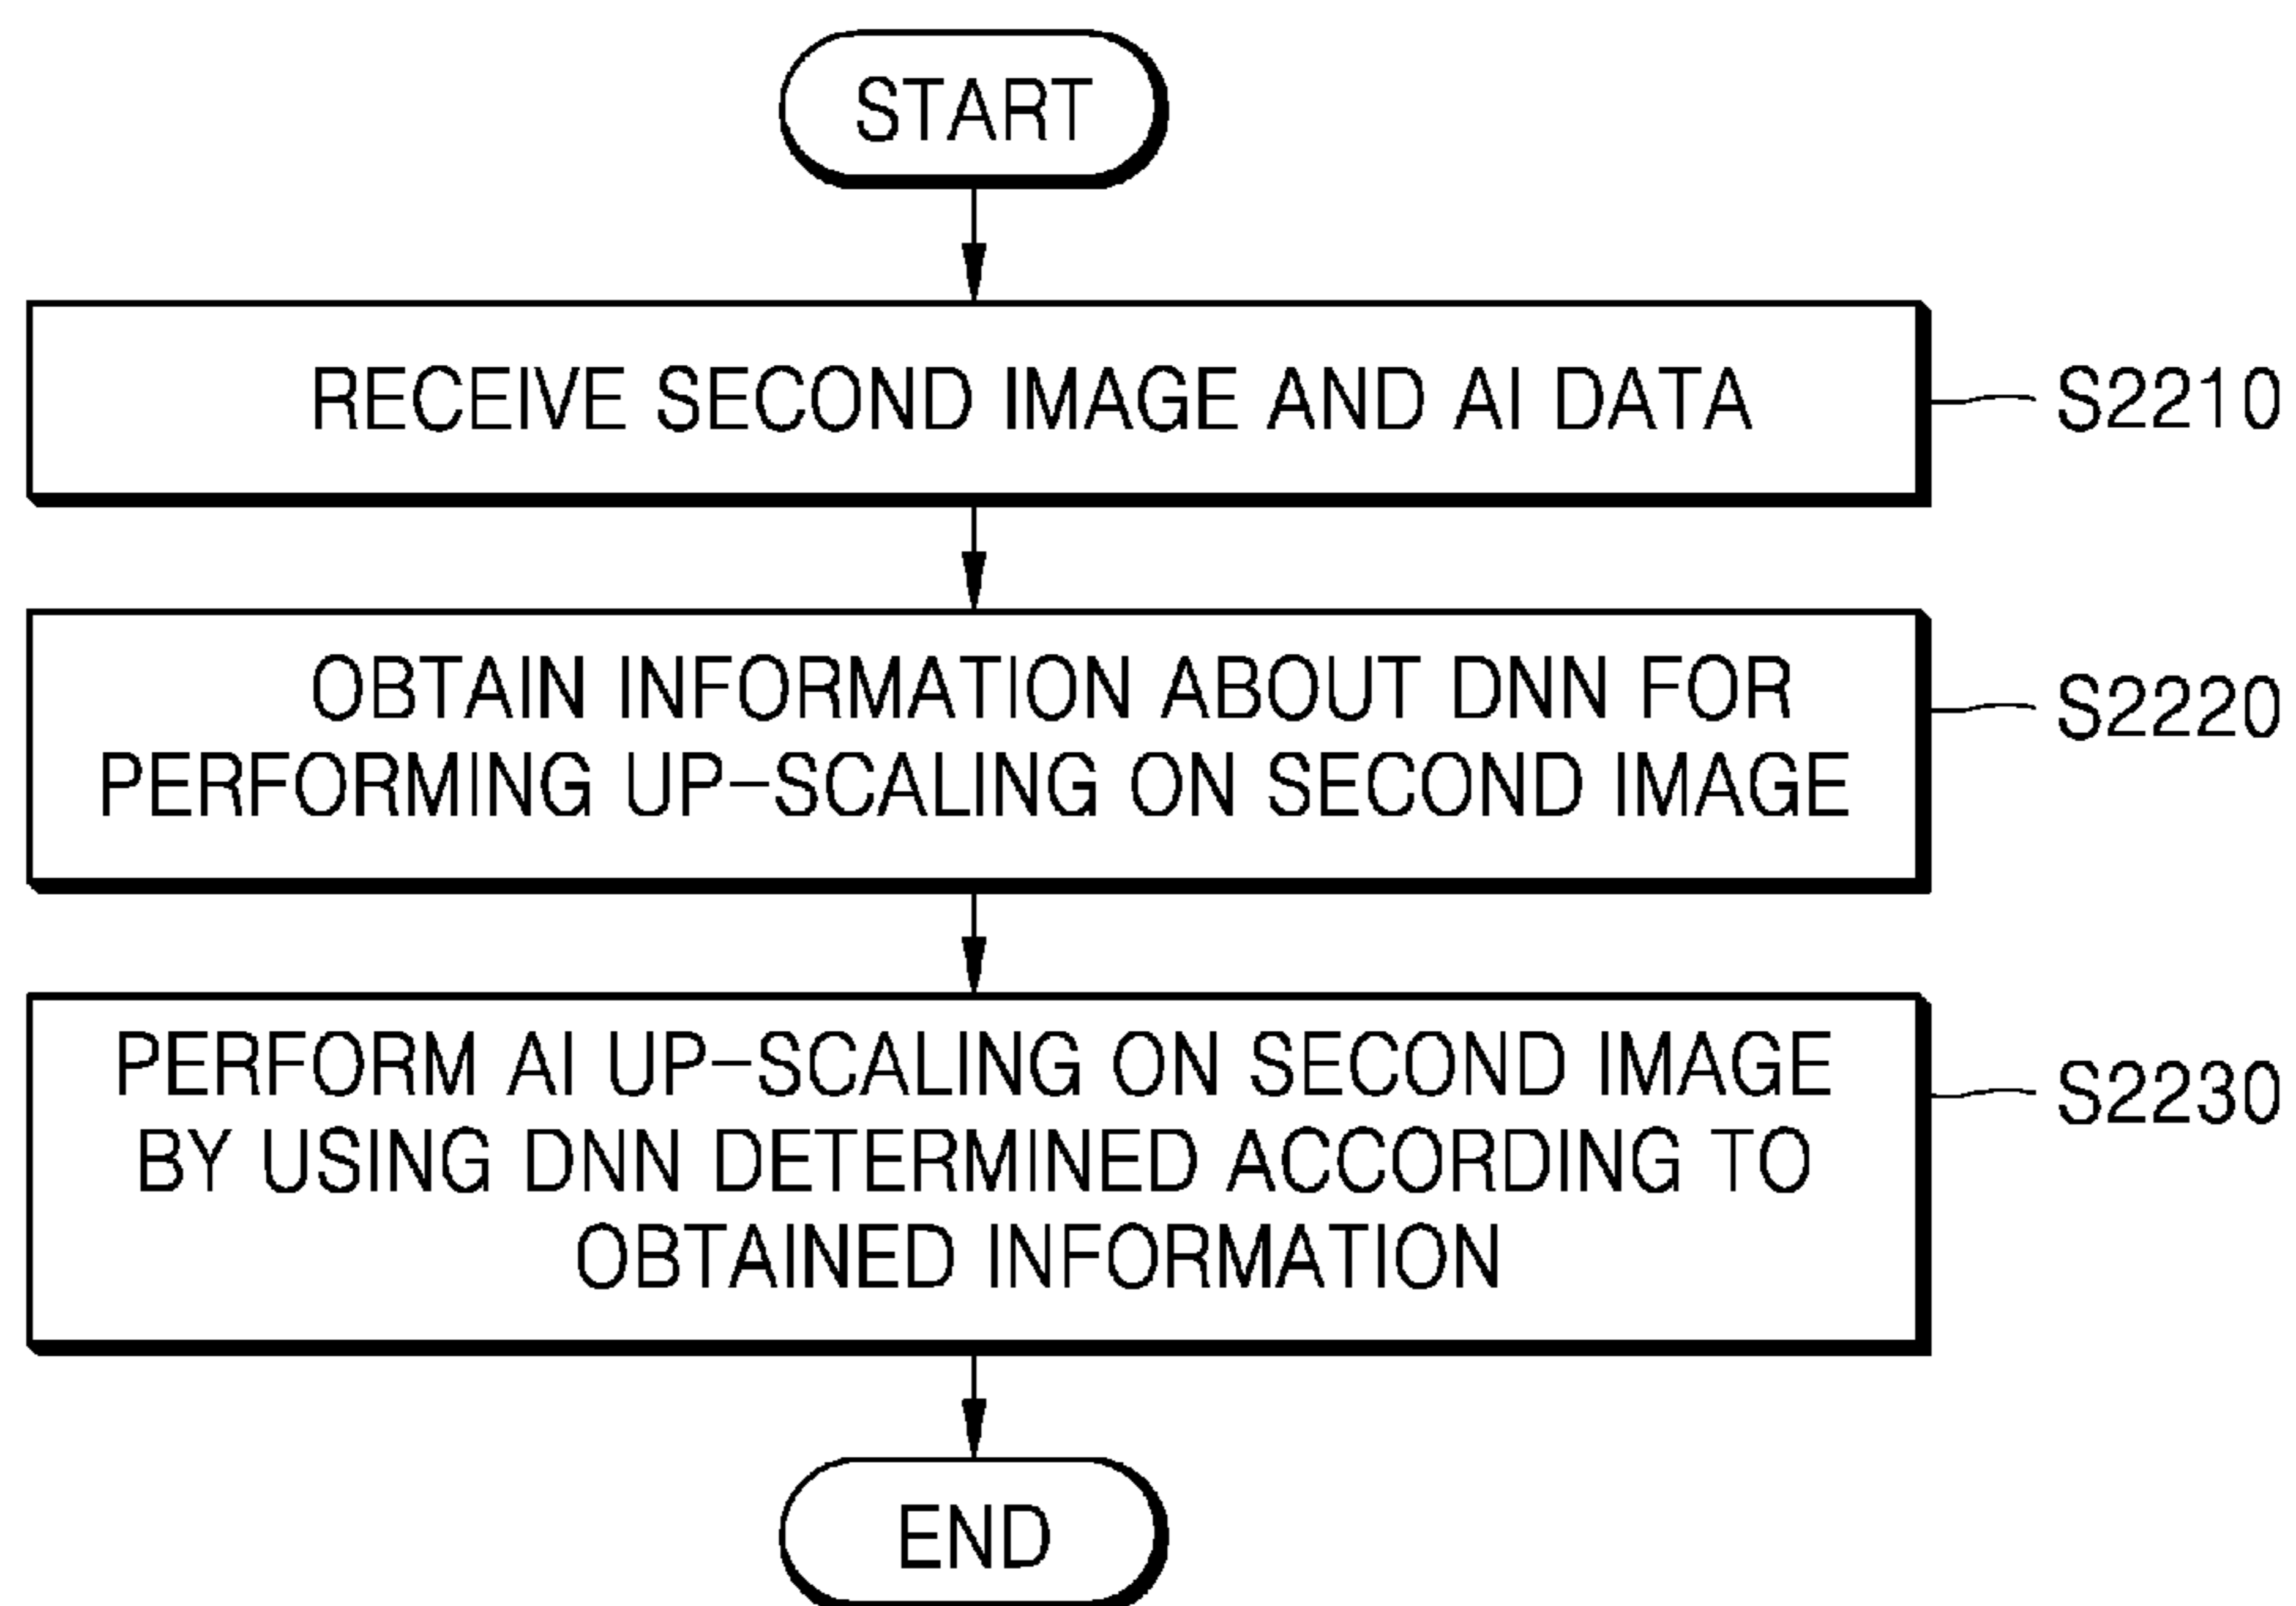 START
RECEIVE SECOND IMAGE AND AI DATA
S2210
OBTAIN INFORMATION ABOUT DNN FOR
PERFORMING UP-SCALING ON SECOND IMAGE
S2220
PERFORM AI UP-SCALING ON SECOND IMAGE
BY USING DNN DETERMINED ACCORDING TO
OBTAINED INFORMATION
S2230
END